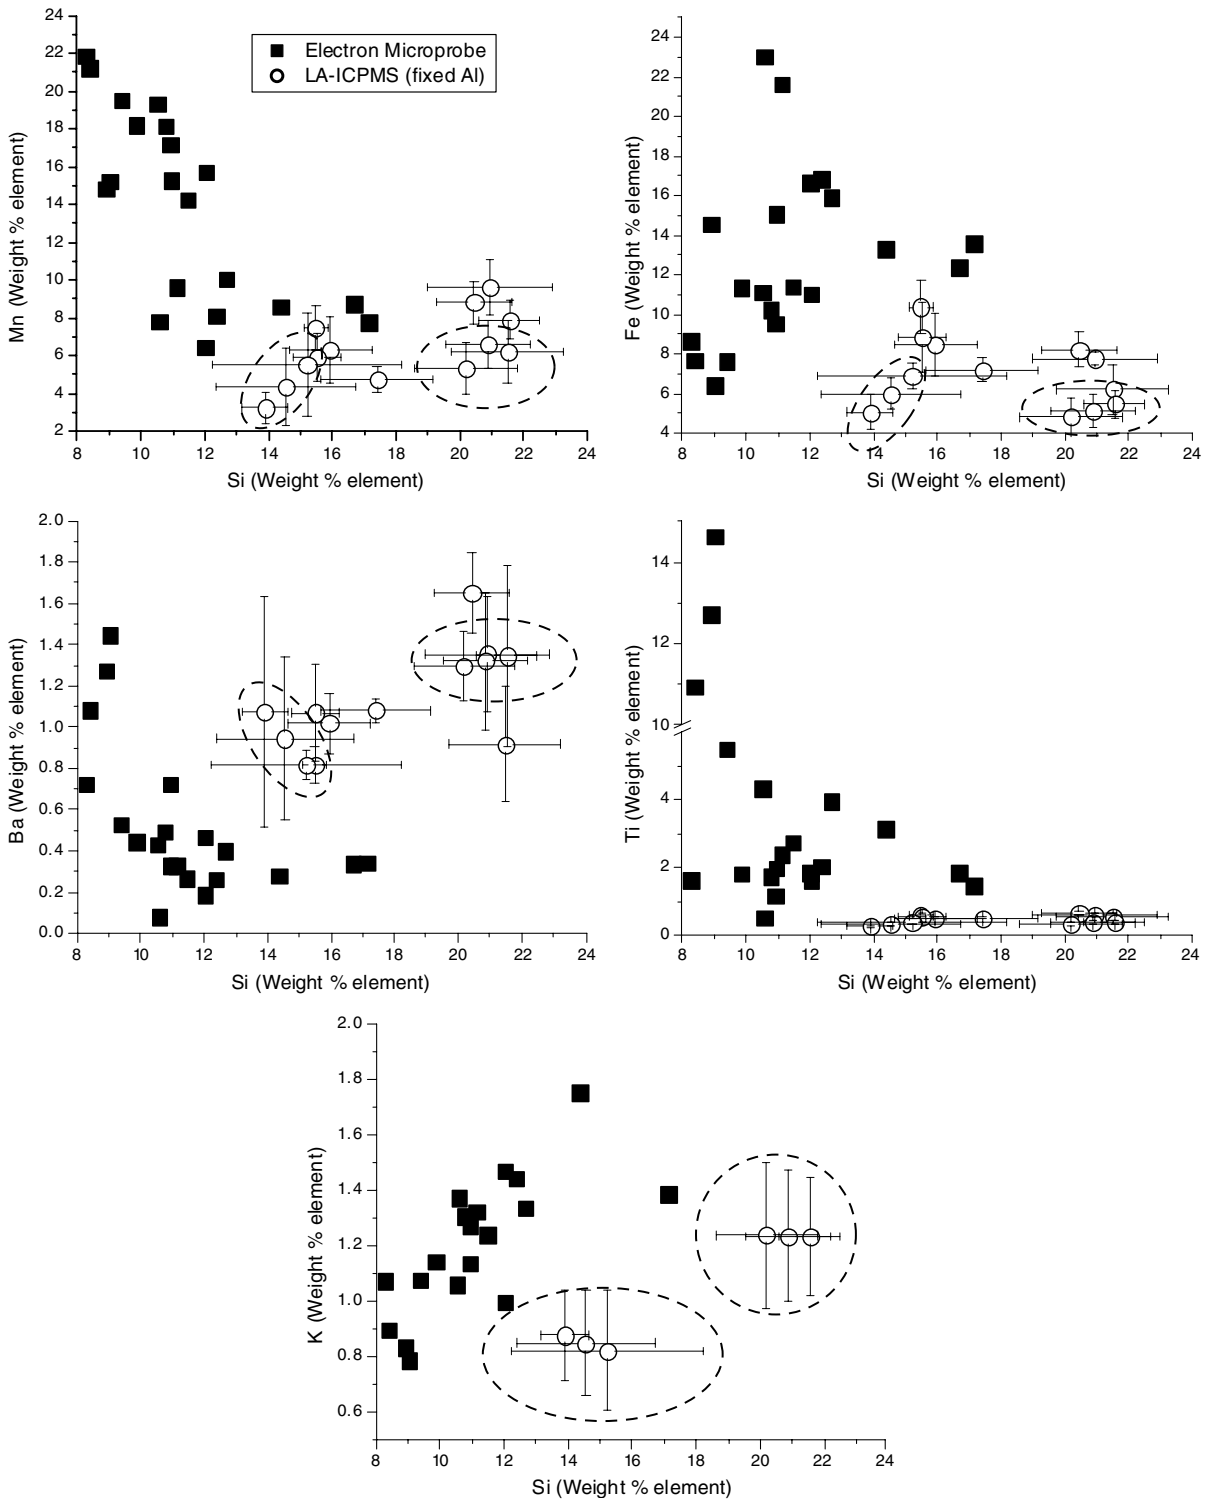 24
22
20
18
16
14
12
10
8
6
4
2
Mn (Weight % element)
Electron Microprobe
LA-ICPMS (fixed Al)
8 10 12 14 16 18 20 22 24
Si (Weight % element)
24
22
20
18
16
14
12
10
8
6
4
Fe (Weight % element)
8 10 12 14 16 18 20 22 24
Si (Weight % element)
2.0
1.8
1.6
1.4
1.2
1.0
0.8
0.6
0.4
0.2
0.0
Ba (Weight % element)
8 10 12 14 16 18 20 22 24
Si (Weight % element)
14
12
10
4
2
0
Ti (Weight % element)
8 10 12 14 16 18 20 22 24
Si (Weight % element)
2.0
1.8
1.6
1.4
1.2
1.0
0.8
0.6
K (Weight % element)
8 10 12 14 16 18 20 22 24
Si (Weight % element)